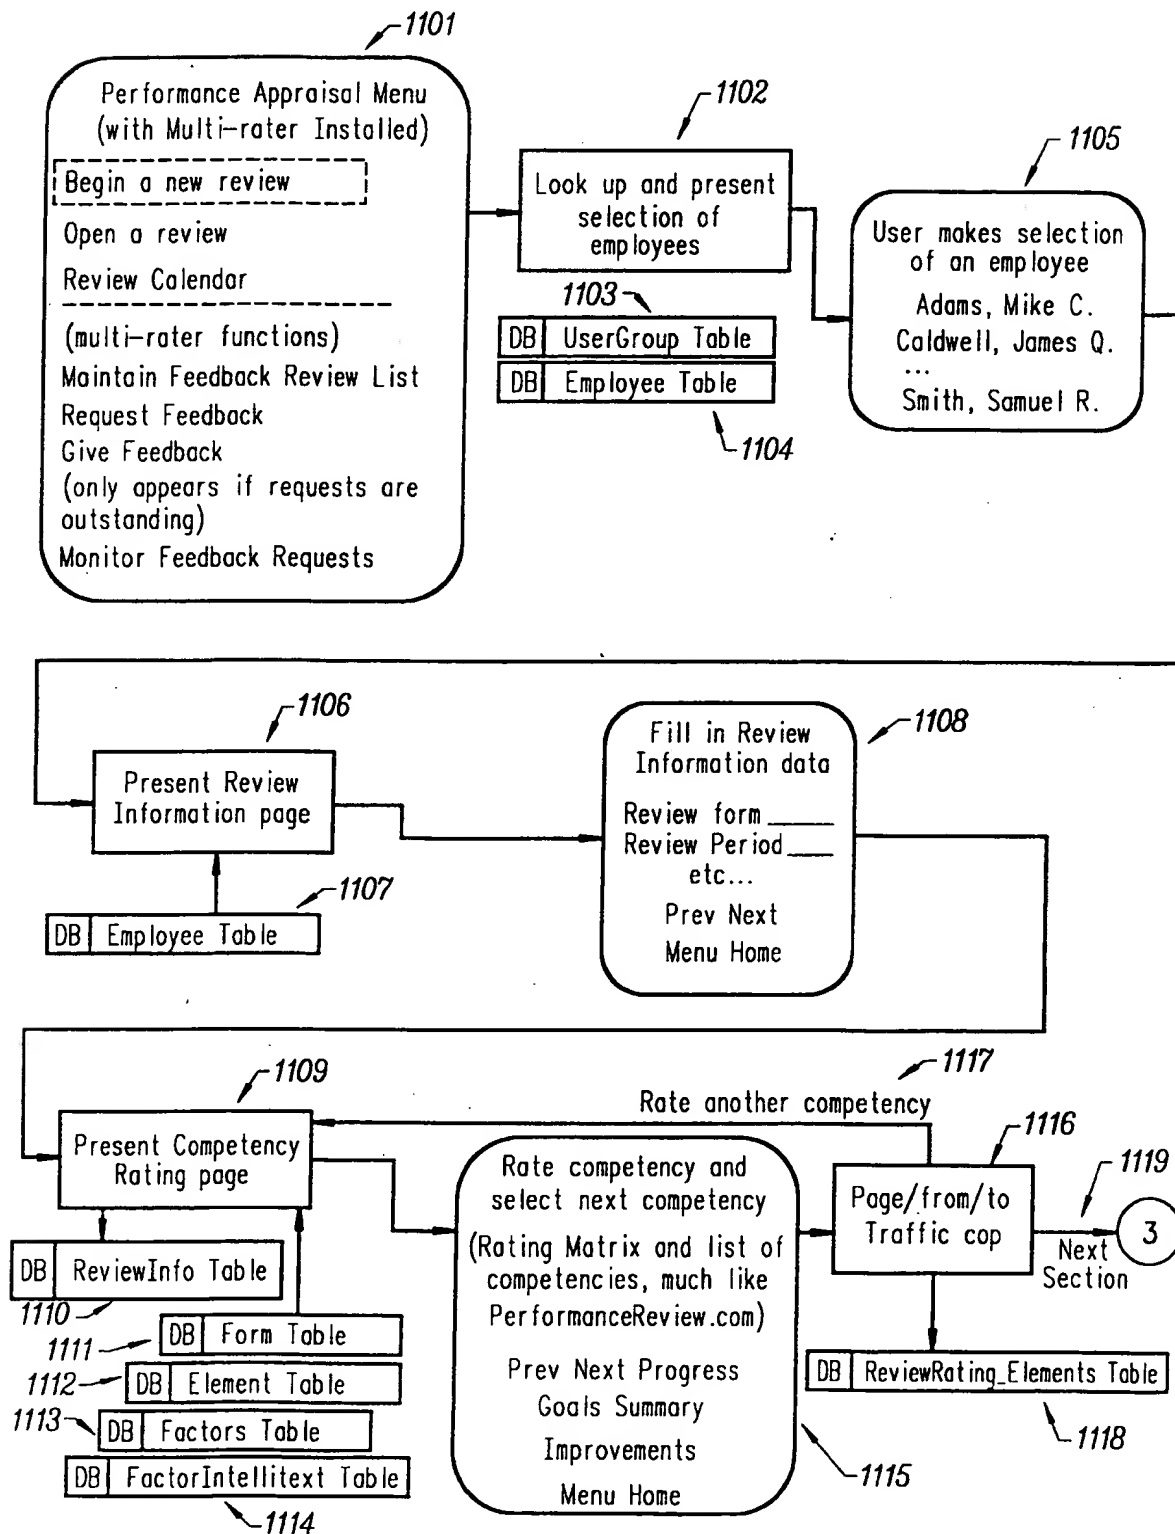 1101
Performance Appraisal Menu
(with Multi-rater Installed)
Begin a new review
Open a review
Review Calendar
(multi-rater functions)
Maintain Feedback Review List
Request Feedback
Give Feedback
(only appears if requests are
outstanding)
Monitor Feedback Requests
1102
Look up and present
selection of
employees
1103
DB UserGroup Table
DB Employee Table
1104
1105
User makes selection
of an employee
Adams, Mike C.
Caldwell, James Q.
...
Smith, Samuel R.
1106
Present Review
Information page
1107
DB Employee Table
1108
Fill in Review
Information data
Review form _____
Review Period ___
etc...
Prev Next
Menu Home
1109
Present Competency
Rating page
DB ReviewInfo Table
1110
1111
DB Form Table
1112
DB Element Table
1113
DB Factors Table
DB FactorIntellitext Table
1114
Rate competency and
select next competency
(Rating Matrix and list of
competencies, much like
PerformanceReview.com)
Prev Next Progress
Goals Summary
Improvements
Menu Home
1115
1117
Rate another competency
1116
Page/from/to
Traffic cop
1119
Next
Section
3
DB ReviewRating_Elements Table
1118